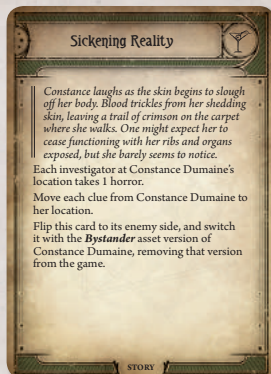 Sickening Reality
Constance laughs as the skin begins to slough
off her body. Blood trickles from her shedding
skin, leaving a trail of crimson on the carpet
where she walks. One might expect her to
cease functioning with her ribs and organs
exposed, but she barely seems to notice.
Each investigator at Constance Dumaine's
location takes 1 horror.
Move each clue from Constance Dumaine to
her location.
Flip this card to its enemy side, and switch
it with the Bystander asset version of
Constance Dumaine, removing that version
from the game.
STORY